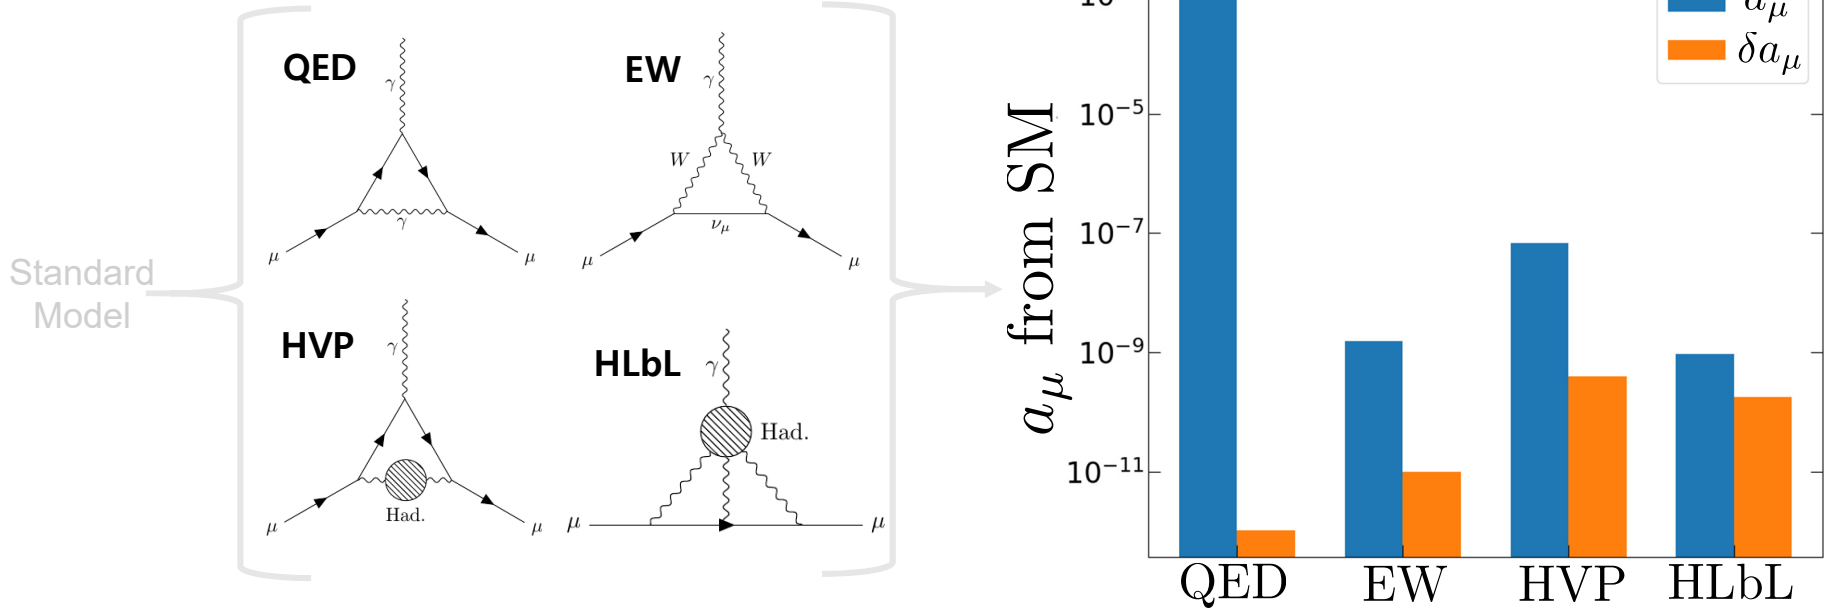 Standard
Model
QED
γ
γ
μ
μ
EW
γ
W
W
ν_μ
μ
μ
HVP
γ
Had.
μ
μ
HLbL
γ
Had.
μ
μ
a_μ from SM
a_μ
δa_μ
10⁻⁵
10⁻⁷
10⁻⁹
10⁻¹¹
QED
EW
HVP
HLbL